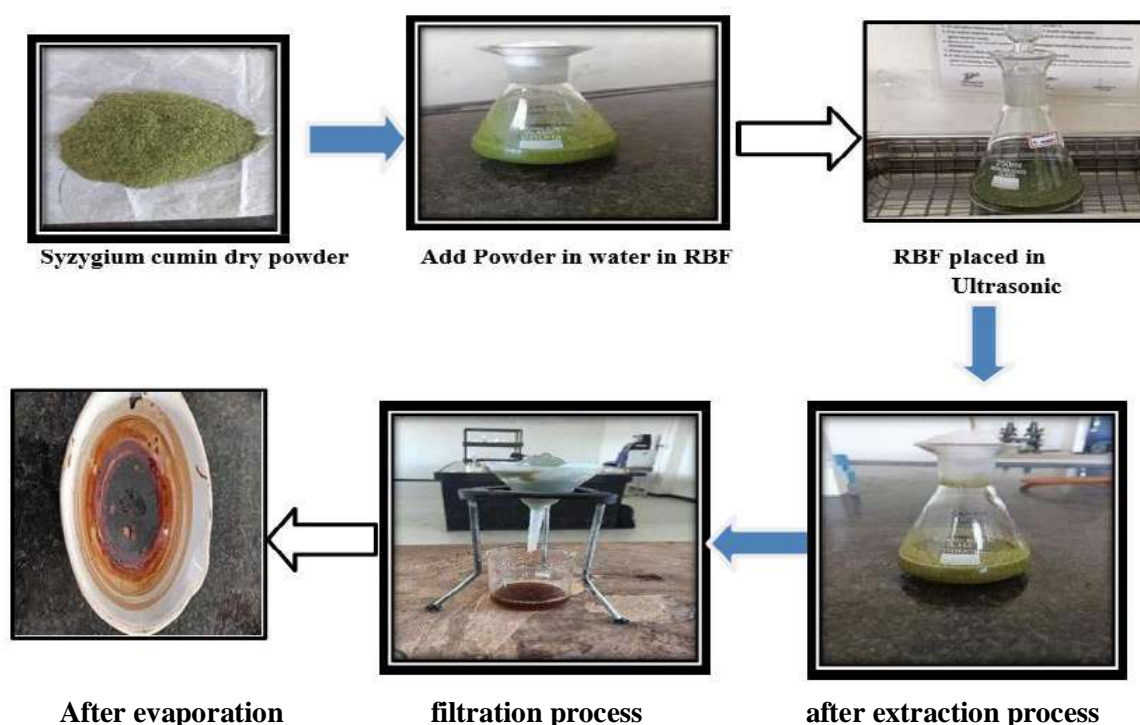 Syzygium cumin dry powder
Add Powder in water in RBF
RBF placed in
Ultrasonic
after extraction process
filtration process
After evaporation